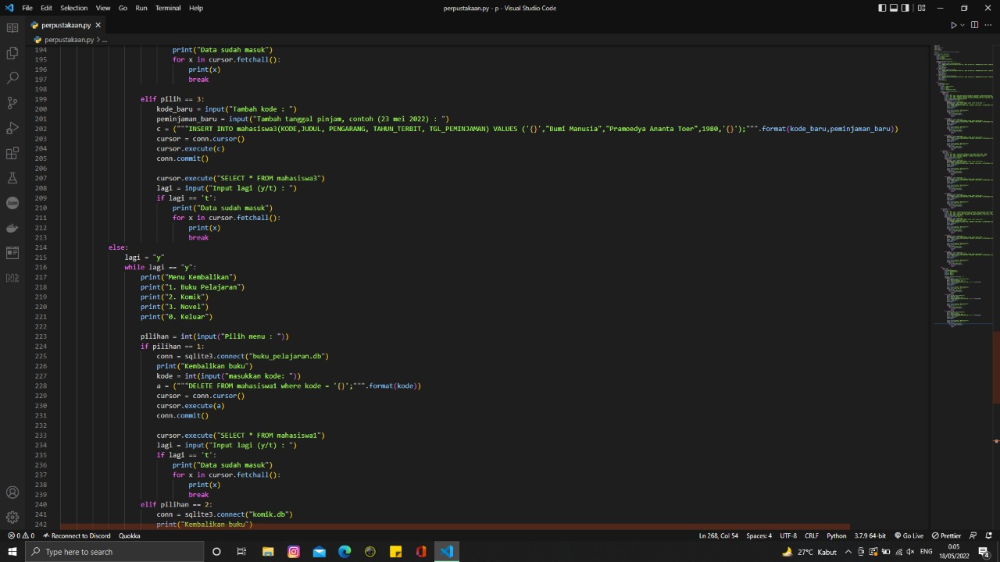 File Edit Selection View Go Run Terminal Help perpustakaan.py - p - Visual Studio Code
perpustakaan.py
perpustakaan.py > ...
194 print("Data sudah masuk")
195 for x in cursor.fetchall():
196 print(x)
197 break
198
199 elif pilih == 3:
200 kode_baru = input("Tambah kode : ")
201 peminjaman_baru = input("Tambah tanggal pinjam, contoh (23 mei 2022) : ")
202 c = ("""INSERT INTO mahasiswa3(KODE,JUDUL, PENGARANG, TAHUN_TERBIT, TGL_PEMINJAMAN) VALUES ('{}',"Bumi Manusia","Pramoedya Ananta Toer",1980,'{}');""".format(kode_baru,peminjaman_baru))
203 cursor = conn.cursor()
204 cursor.execute(c)
205 conn.commit()
206
207 cursor.execute("SELECT * FROM mahasiswa3")
208 lagi = input("Input lagi (y/t) : ")
209 if lagi == 't':
210 print("Data sudah masuk")
211 for x in cursor.fetchall():
212 print(x)
213 break
214 else:
215 lagi = "y"
216 while lagi == "y":
217 print("Menu Kembalikan")
218 print("1. Buku Pelajaran")
219 print("2. Komik")
220 print("3. Novel")
221 print("0. Keluar")
222
223 pilihan = int(input("Pilih menu : "))
224 if pilihan == 1:
225 conn = sqlite3.connect("buku_pelajaran.db")
226 print("Kembalikan buku")
227 kode = int(input("masukkan kode: "))
228 a = ("""DELETE FROM mahasiswa1 where kode = '{}';""".format(kode))
229 cursor = conn.cursor()
230 cursor.execute(a)
231 conn.commit()
232
233 cursor.execute("SELECT * FROM mahasiswa1")
234 lagi = input("Input lagi (y/t) : ")
235 if lagi == 't':
236 print("Data sudah masuk")
237 for x in cursor.fetchall():
238 print(x)
239 break
240 elif pilihan == 2:
241 conn = sqlite3.connect("komik.db")
242 print("Kembalikan buku")
0 0 Reconnect to Discord Quokka Ln 268, Col 54 Spaces: 4 UTF-8 CRLF Python 3.7.9 64-bit Go Live Prettier
Type here to search 27°C Kabut ENG 0:05
18/05/2022 4